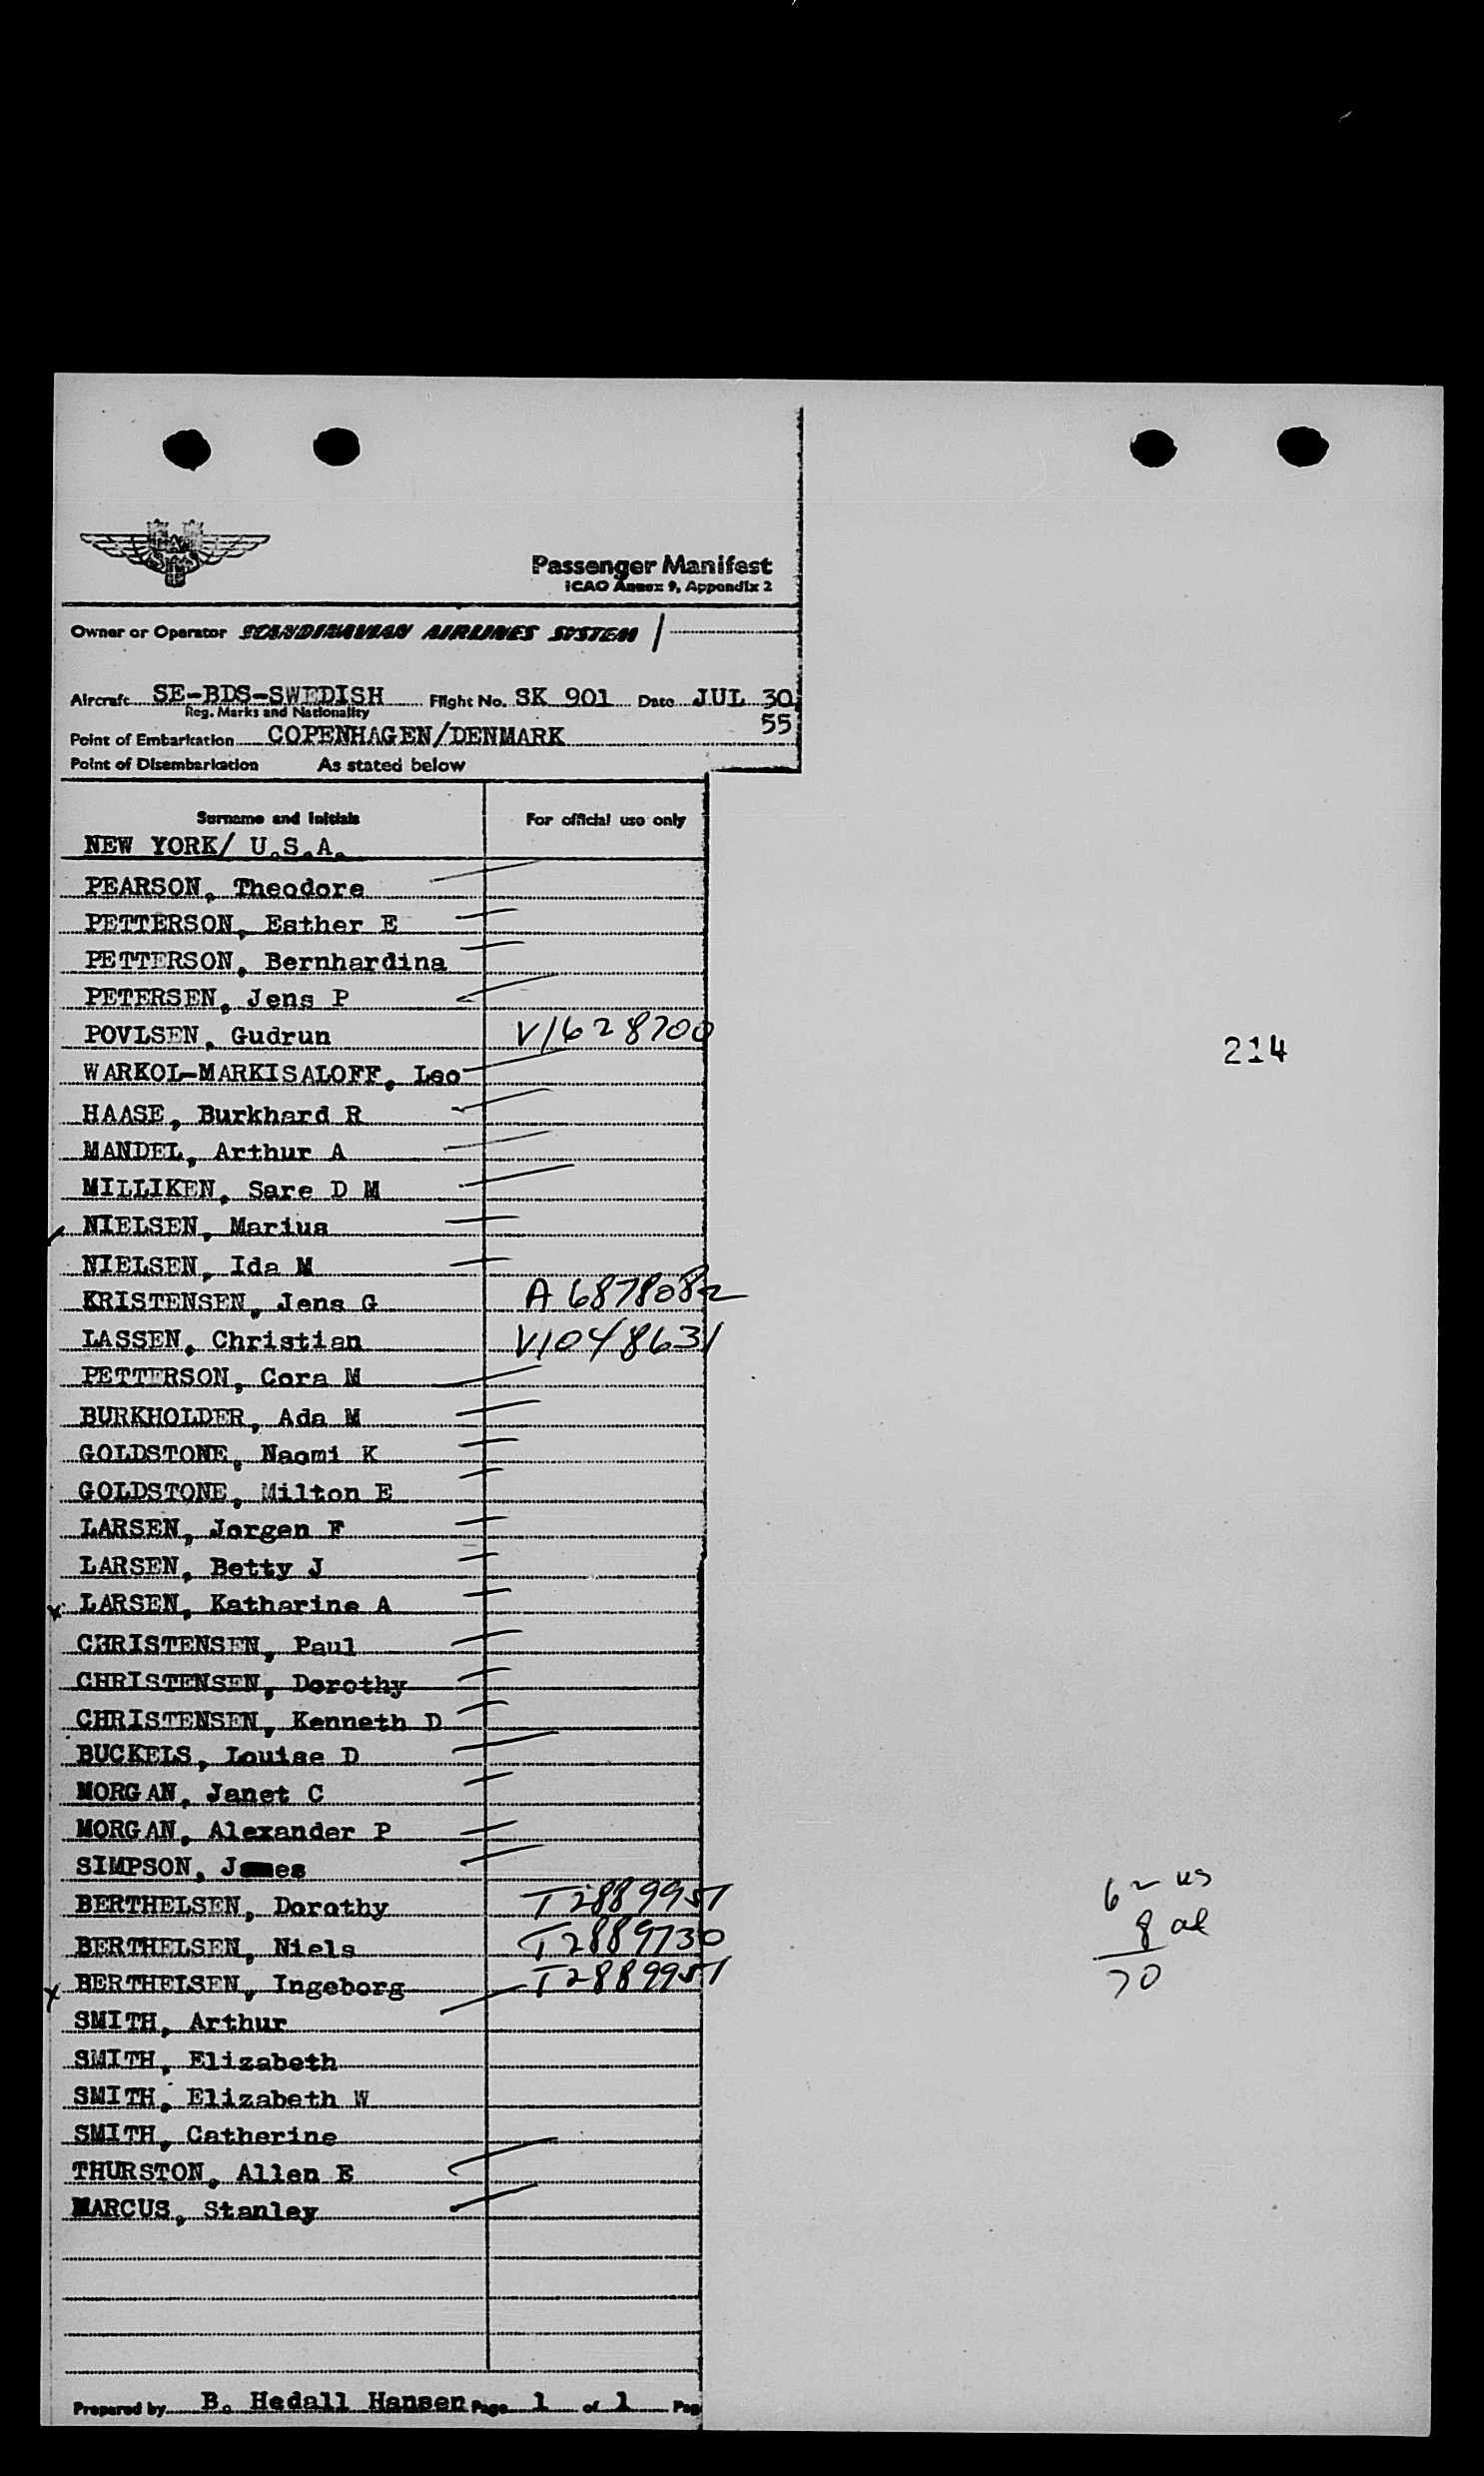 Passenger Manifest
ICAO Annex 9, Appendix 2
Owner or Operator SCANDINAVIAN AIRLINES SYSTEM
Aircraft SE-BDS-SWEDISH Flight No. SK 901 Date JUL 30,
Reg. Marks and Nationality
55
Point of Embarkation COPENHAGEN/DENMARK
Point of Disembarkation As stated below
Surname and Initials For official use only
NEW YORK/ U.S.A.
PEARSON, Theodore
PETTERSON, Esther E
PETTERSON, Bernhardina
PETERSEN, Jens P
POVLSEN, Gudrun V1628700
214
WARKOL-MARKISALOFF, Leo
HAASE, Burkhard R
MANDEL, Arthur A
MILLIKEN, Sare D M
NIELSEN, Marius
NIELSEN, Ida M
KRISTENSEN, Jens G A 6878082
LASSEN, Christian V1048631
PETTERSON, Cora M
BURKHOLDER, Ada M
GOLDSTONE, Naomi K
GOLDSTONE, Milton E
LARSEN, Jorgen F
LARSEN, Betty J
x LARSEN, Katharine A
CHRISTENSEN, Paul
CHRISTENSEN, Dorothy
CHRISTENSEN, Kenneth D
BUCKELS, Louise D
MORGAN, Janet C
MORGAN, Alexander P
SIMPSON, James
62 us
BERTHELSEN, Dorothy T2889951
8 al
BERTHELSEN, Niels T2889730
70
x BERTHELSEN, Ingeborg T2889951
SMITH, Arthur
SMITH, Elizabeth
SMITH, Elizabeth W
SMITH, Catherine
THURSTON, Allen E
MARCUS, Stanley
Prepared by B. Hedall Hansen Page 1 of 1 Pag